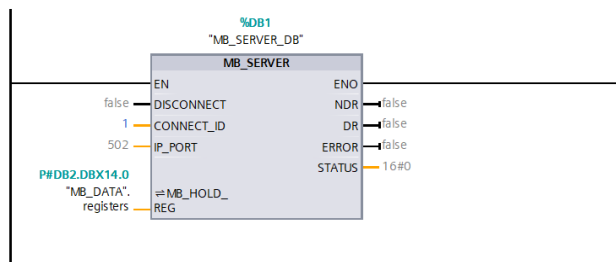 %DB1
"MB_SERVER_DB"
MB_SERVER
EN ENO
false DISCONNECT NDR false
1 CONNECT_ID DR false
502 IP_PORT ERROR false
STATUS 16#0
P#DB2.DBX14.0
"MB_DATA". MB_HOLD_
registers REG